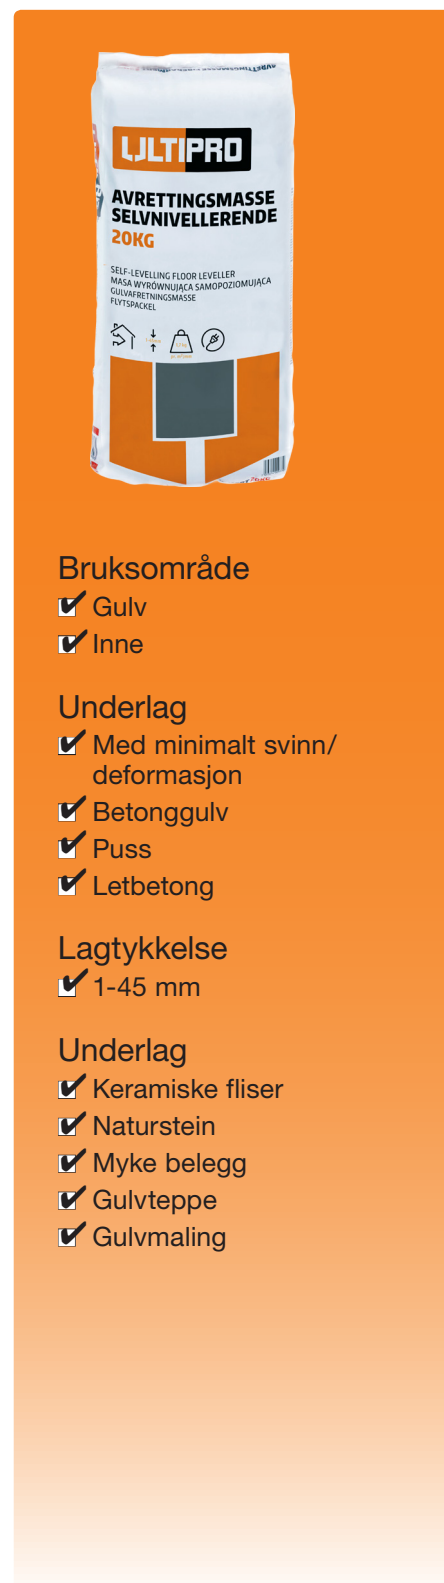 ULTIPRO
AVRETTINGSMASSE
SELVNIVELLERENDE
20KG
SELF-LEVELLING FLOOR LEVELLER
MASA WYRÓWNUJĄCA SAMOPOZIOMUJĄCA
GULVAFRETNINGSMASSE
FLYTSPACKEL
Bruksområde
Gulv
Inne
Underlag
Med minimalt svinn/
deformasjon
Betonggulv
Puss
Letbetong
Lagtykkelse
1-45 mm
Underlag
Keramiske fliser
Naturstein
Myke belegg
Gulvteppe
Gulvmaling